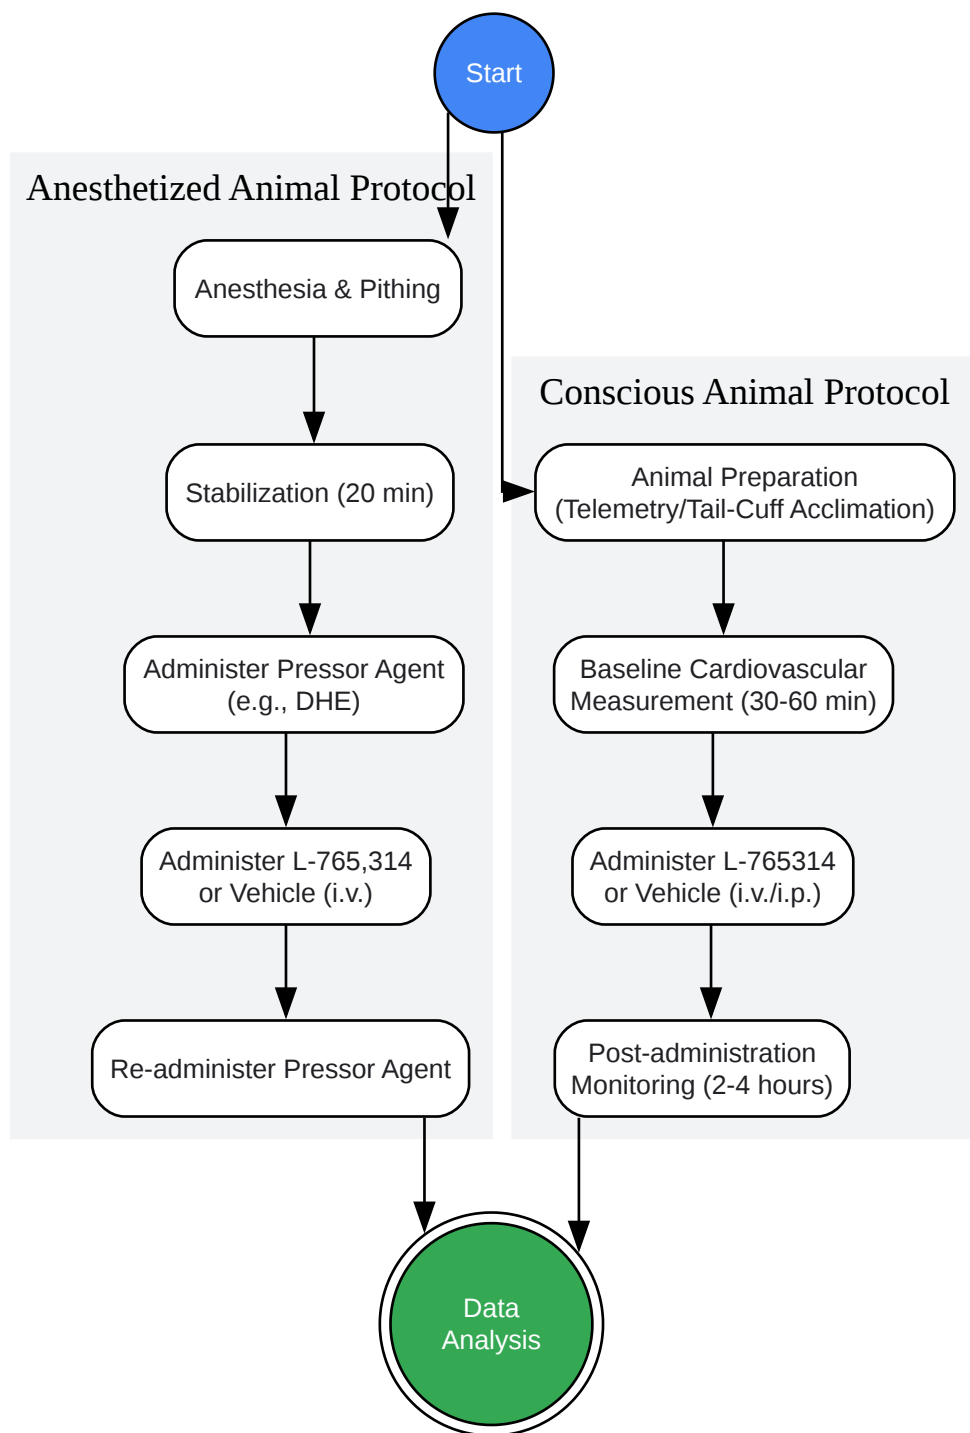 Start
Anesthetized Animal Protocol
Anesthesia & Pithing
Stabilization (20 min)
Administer Pressor Agent
(e.g., DHE)
Administer L-765,314
or Vehicle (i.v.)
Re-administer Pressor Agent
Conscious Animal Protocol
Animal Preparation
(Telemetry/Tail-Cuff Acclimation)
Baseline Cardiovascular
Measurement (30-60 min)
Administer L-765314
or Vehicle (i.v./i.p.)
Post-administration
Monitoring (2-4 hours)
Data
Analysis